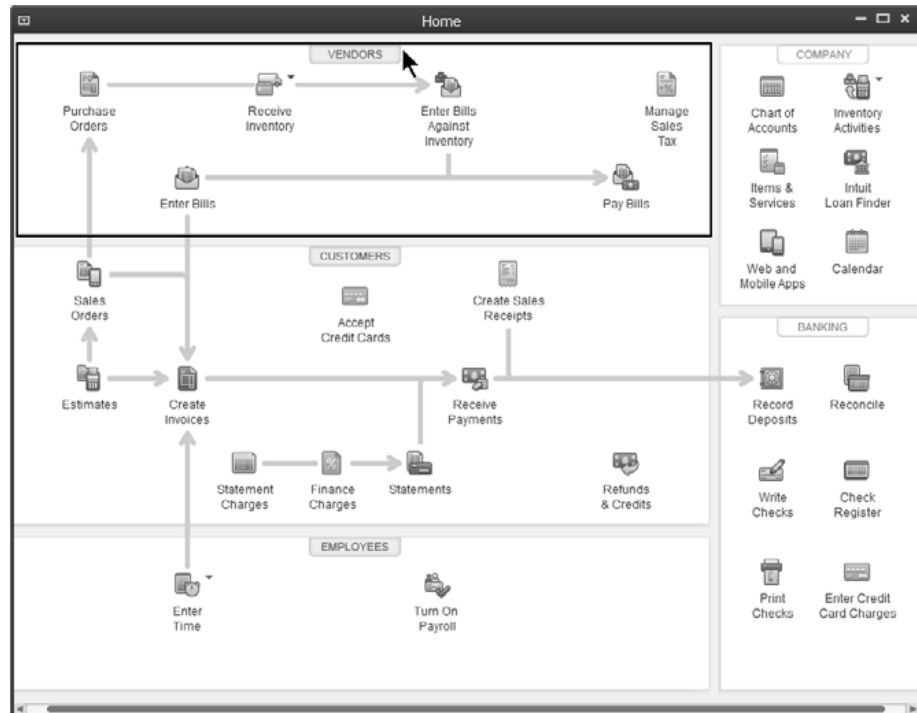 Home
VENDORS
Purchase
Orders
Receive
Inventory
Enter Bills
Against
Inventory
Manage
Sales
Tax
Enter Bills
Pay Bills
CUSTOMERS
Sales
Orders
Accept
Credit Cards
Create Sales
Receipts
Estimates
Create
Invoices
Receive
Payments
Statement
Charges
Finance
Charges
Statements
Refunds
& Credits
EMPLOYEES
Enter
Time
Turn On
Payroll
COMPANY
Chart of
Accounts
Inventory
Activities
Items &
Services
Intuit
Loan Finder
Web and
Mobile Apps
Calendar
BANKING
Record
Deposits
Reconcile
Write
Checks
Check
Register
Print
Checks
Enter Credit
Card Charges